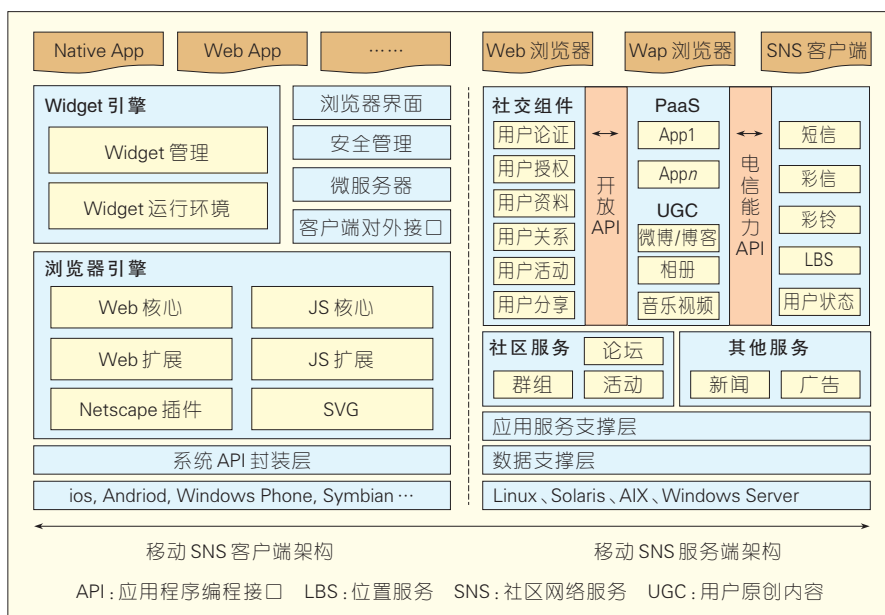 Native App
Web App
……
Web 浏览器
Wap 浏览器
SNS 客户端
Widget 引擎
Widget 管理
Widget 运行环境
浏览器界面
安全管理
微服务器
客户端对外接口
浏览器引擎
Web 核心
JS 核心
Web 扩展
JS 扩展
Netscape 插件
SVG
系统 API 封装层
ios, Andriod, Windows Phone, Symbian …
社交组件
用户论证
用户授权
用户资料
用户关系
用户活动
用户分享
开放 API
PaaS
App1
Appn
UGC
微博/博客
相册
音乐视频
电信能力 API
短信
彩信
彩铃
LBS
用户状态
社区服务
论坛
群组
活动
其他服务
新闻
广告
应用服务支撑层
数据支撑层
Linux、Solaris、AIX、Windows Server
移动 SNS 客户端架构
移动 SNS 服务端架构
API:应用程序编程接口 LBS:位置服务 SNS:社区网络服务 UGC:用户原创内容